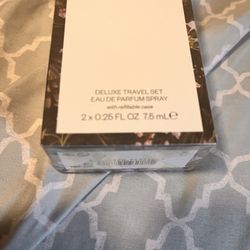 DELUXE TRAVEL SET
EAU DE PARFUM SPRAY
with refillable case
2 x 0.25 FL OZ 7.5 mL ℮